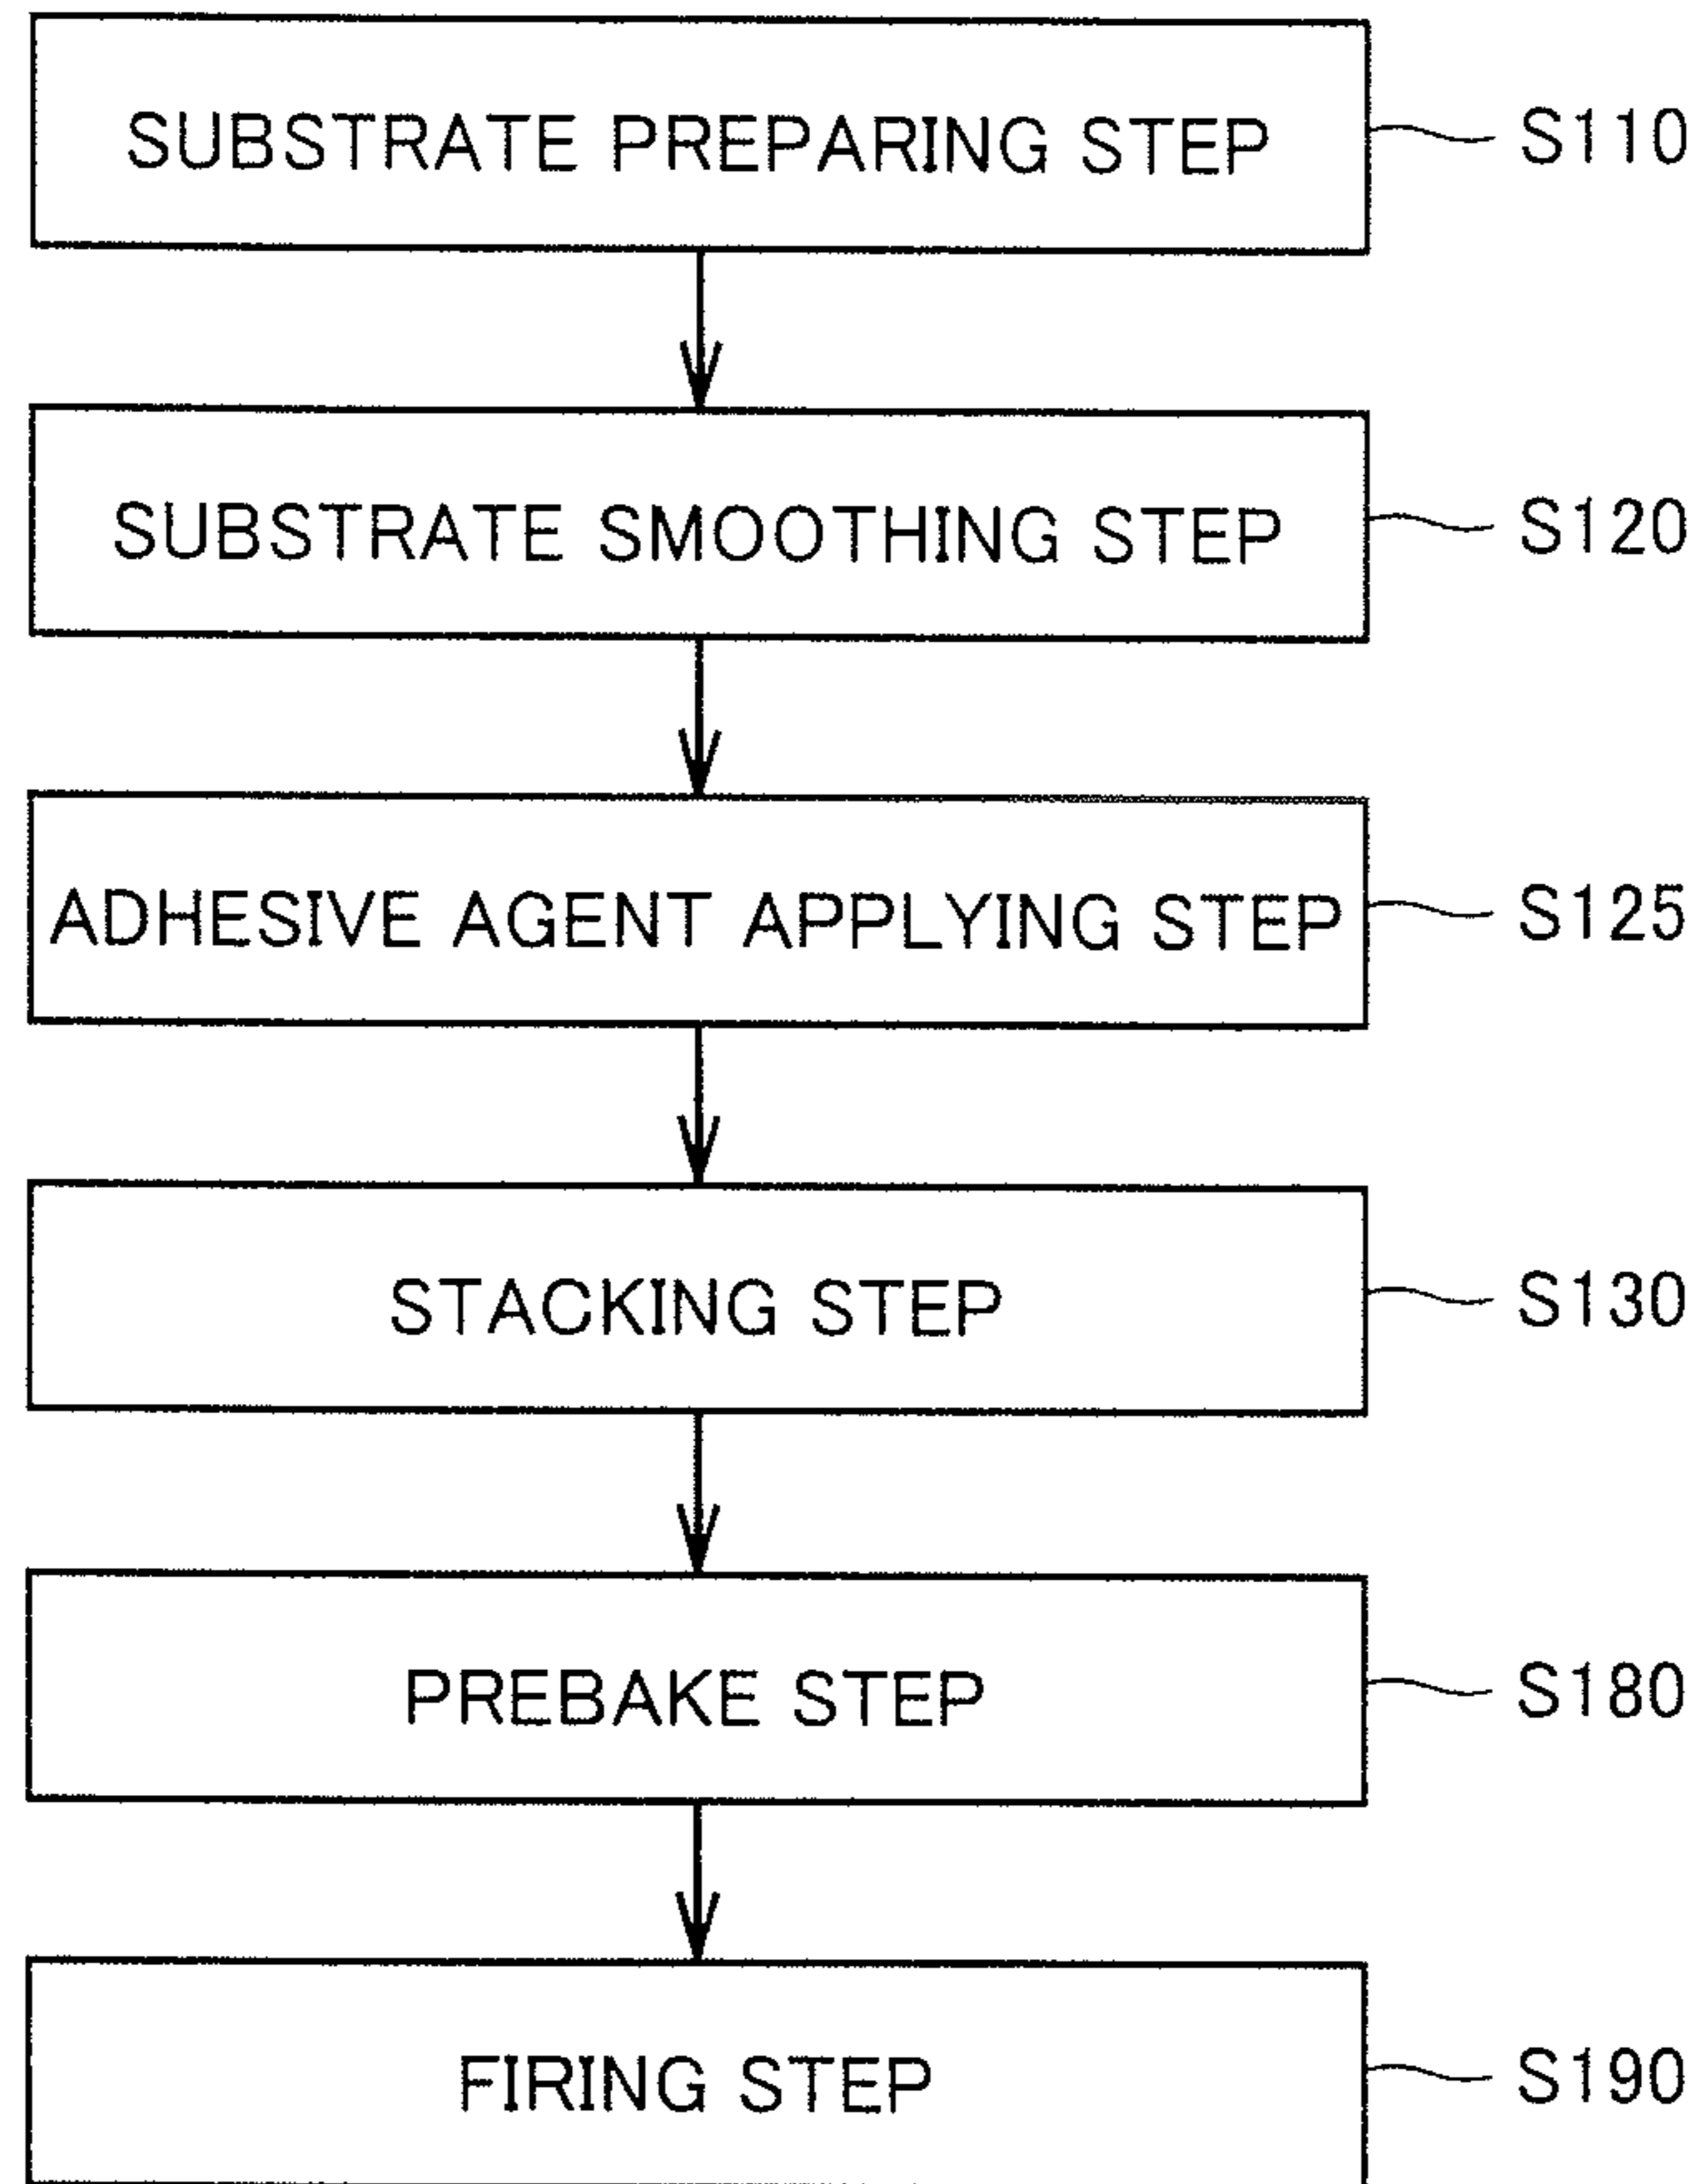 SUBSTRATE PREPARING STEP S110
SUBSTRATE SMOOTHING STEP S120
ADHESIVE AGENT APPLYING STEP S125
STACKING STEP S130
PREBAKE STEP S180
FIRING STEP S190